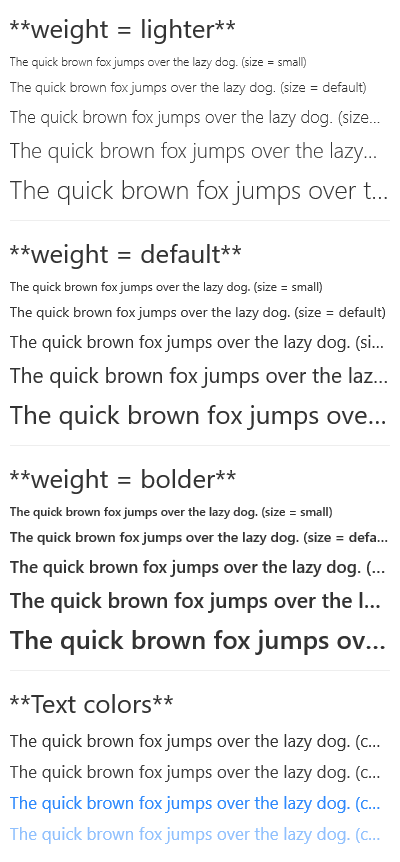 **weight = lighter**
The quick brown fox jumps over the lazy dog. (size = small)
The quick brown fox jumps over the lazy dog. (size = default)
The quick brown fox jumps over the lazy dog. (size...
The quick brown fox jumps over the lazy...
The quick brown fox jumps over t...
**weight = default**
The quick brown fox jumps over the lazy dog. (size = small)
The quick brown fox jumps over the lazy dog. (size = default)
The quick brown fox jumps over the lazy dog. (si...
The quick brown fox jumps over the laz...
The quick brown fox jumps ove...
**weight = bolder**
The quick brown fox jumps over the lazy dog. (size = small)
The quick brown fox jumps over the lazy dog. (size = defa...
The quick brown fox jumps over the lazy dog. (...
The quick brown fox jumps over the l...
The quick brown fox jumps ov...
**Text colors**
The quick brown fox jumps over the lazy dog. (c...
The quick brown fox jumps over the lazy dog. (c...
The quick brown fox jumps over the lazy dog. (c...
The quick brown fox jumps over the lazy dog. (c...